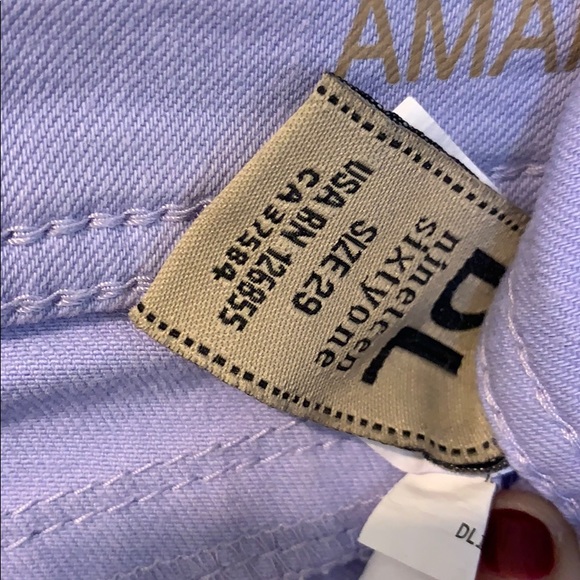 AMA
DL
nineteen
sixtyone
SIZE 29
USA RN 126855
CA 37584
DL